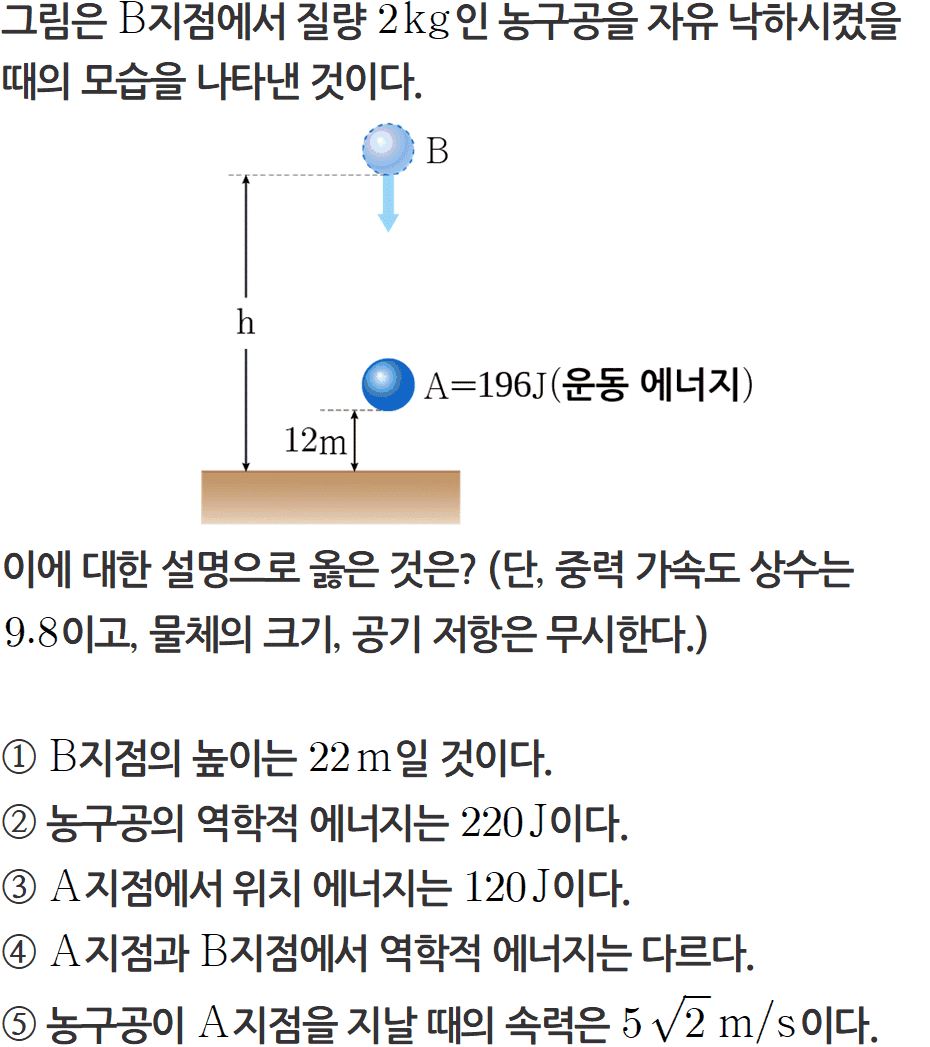 그림은 B지점에서 질량 2kg인 농구공을 자유 낙하시켰을
때의 모습을 나타낸 것이다.
B
h
A=196J(운동 에너지)
12m
이에 대한 설명으로 옳은 것은? (단, 중력 가속도 상수는
9.8이고, 물체의 크기, 공기 저항은 무시한다.)
① B지점의 높이는 22m일 것이다.
② 농구공의 역학적 에너지는 220J이다.
③ A지점에서 위치 에너지는 120J이다.
④ A지점과 B지점에서 역학적 에너지는 다르다.
⑤ 농구공이 A지점을 지날 때의 속력은 5√2 m/s이다.